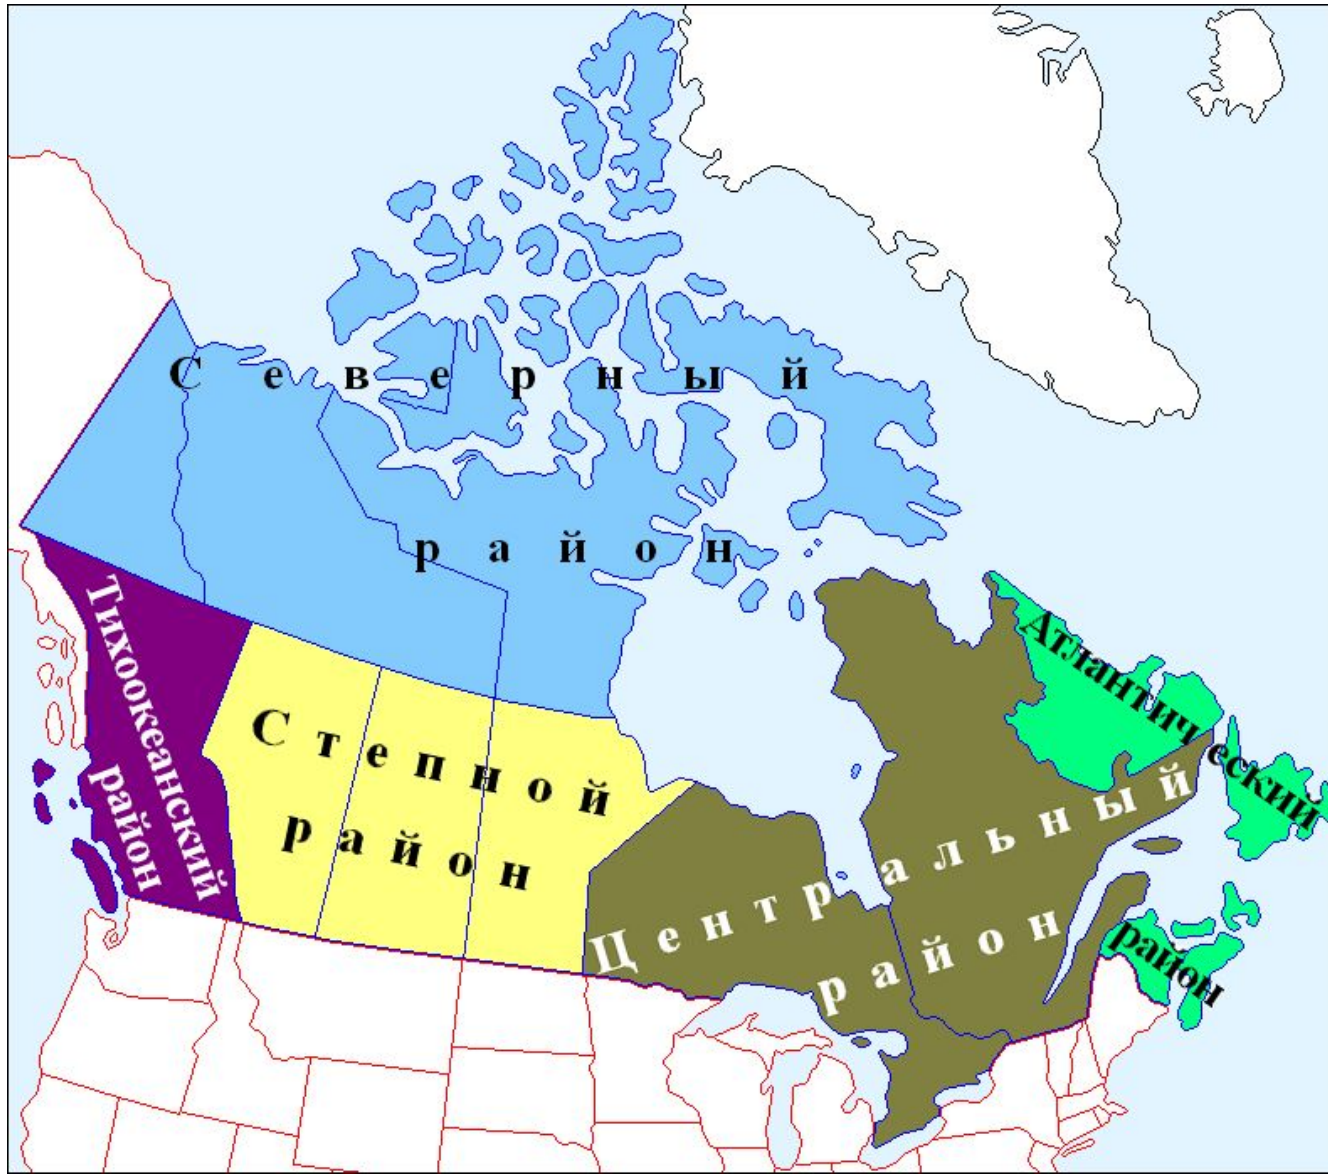 Северный
район
Тихоокеанский
район
Степной
район
Центральный
район
Атлантический
район